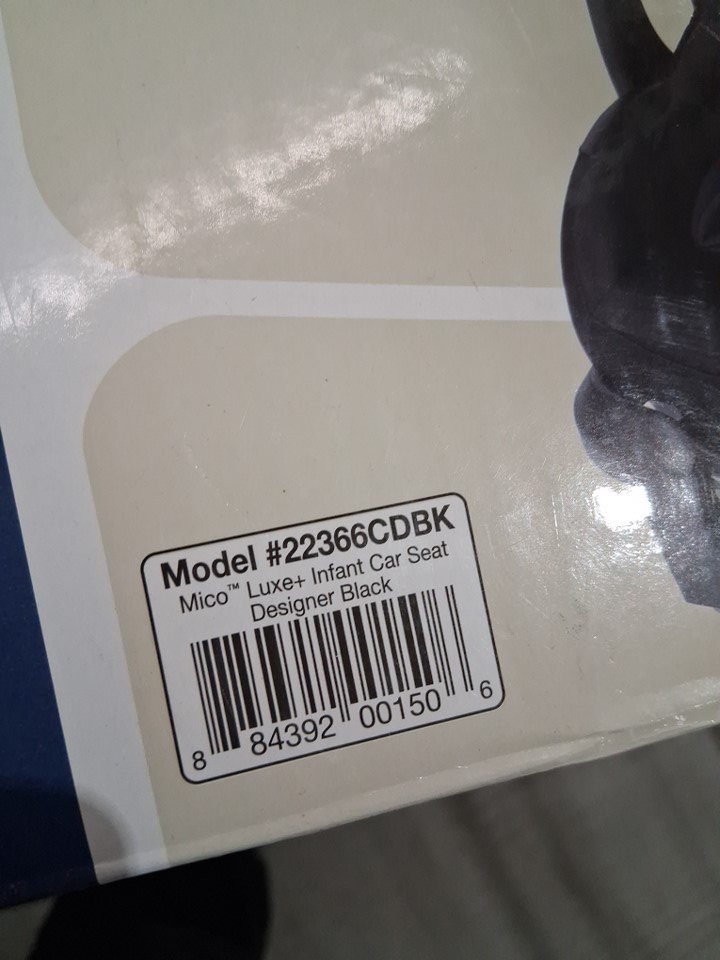 Model #22366CDBK
Mico™ Luxe+ Infant Car Seat
Designer Black
8 84392 00150 6